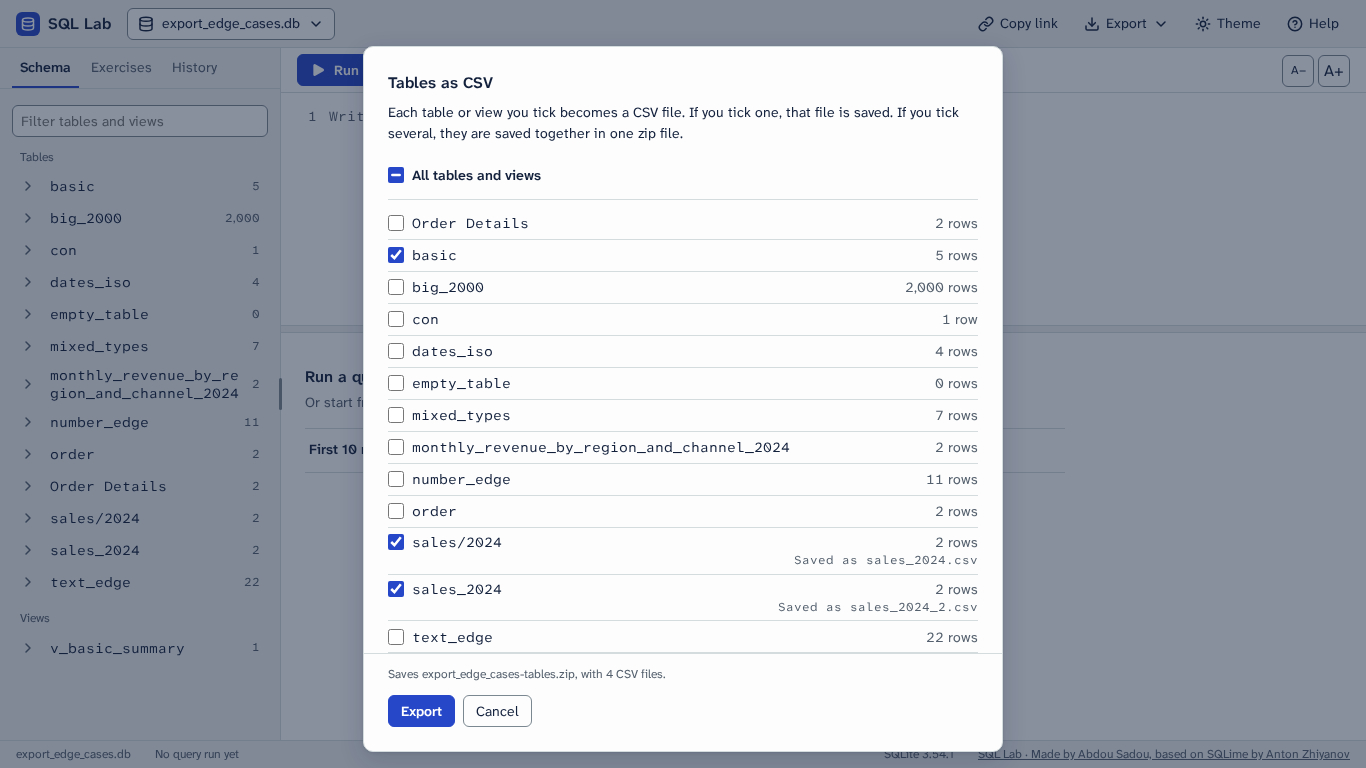 SQL Lab
export_edge_cases.db
Copy link
Export
Theme
Help
Schema
Exercises
History
Run
A−
A+
Filter tables and views
1 Writ
Tables
basic 5
big_2000 2,000
con 1
dates_iso 4
empty_table 0
mixed_types 7
monthly_revenue_by_re
gion_and_channel_2024 2
number_edge 11
order 2
Order Details 2
sales/2024 2
sales_2024 2
text_edge 22
Views
v_basic_summary 1
Run a qu
Or start fr
First 10 r
Tables as CSV
Each table or view you tick becomes a CSV file. If you tick one, that file is saved. If you tick
several, they are saved together in one zip file.
All tables and views
Order Details 2 rows
basic 5 rows
big_2000 2,000 rows
con 1 row
dates_iso 4 rows
empty_table 0 rows
mixed_types 7 rows
monthly_revenue_by_region_and_channel_2024 2 rows
number_edge 11 rows
order 2 rows
sales/2024 2 rows
Saved as sales_2024.csv
sales_2024 2 rows
Saved as sales_2024_2.csv
text_edge 22 rows
Saves export_edge_cases-tables.zip, with 4 CSV files.
Export
Cancel
export_edge_cases.db
No query run yet
SQLite 3.54.1
SQL Lab · Made by Abdou Sadou, based on SQLime by Anton Zhiyanov